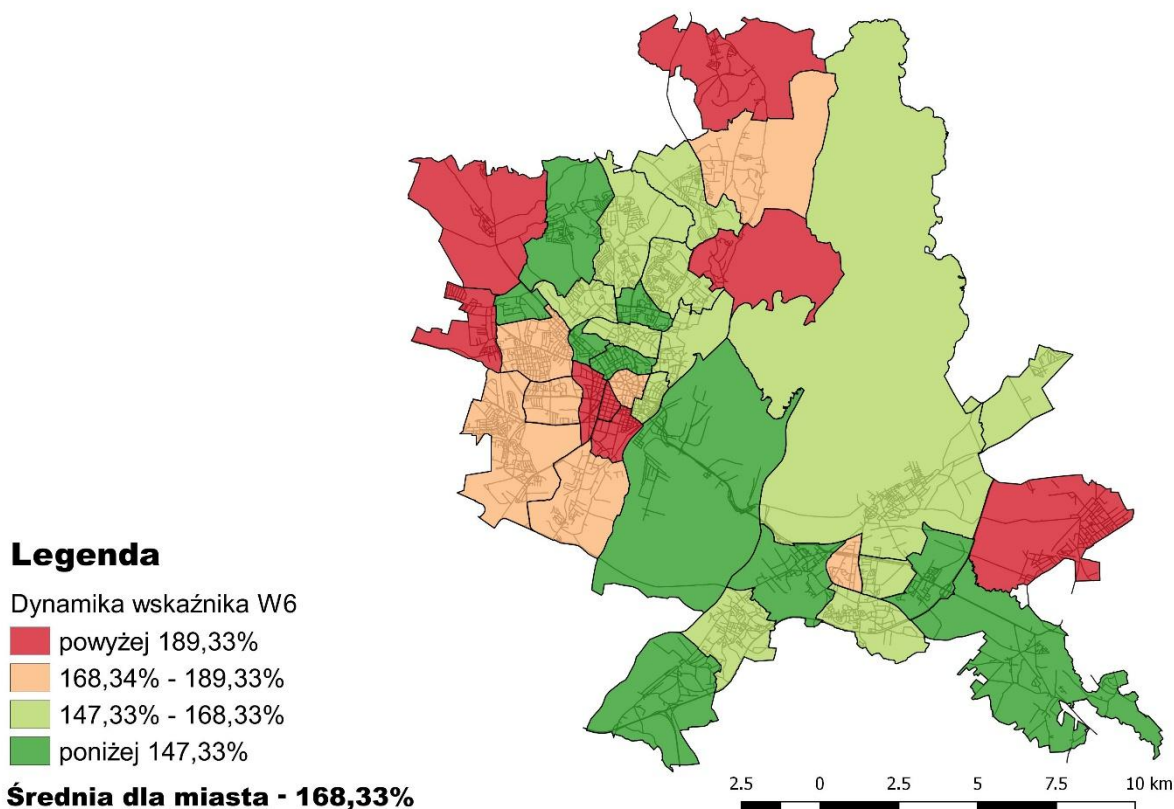 Legenda
Dynamika wskaźnika W6
powyżej 189,33%
168,34% - 189,33%
147,33% - 168,33%
poniżej 147,33%
Średnia dla miasta - 168,33%
2.5 0 2.5 5 7.5 10 km